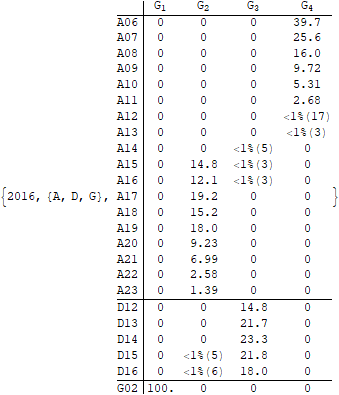 G1 G2 G3 G4
A06 0 0 0 39.7
A07 0 0 0 25.6
A08 0 0 0 16.0
A09 0 0 0 9.72
A10 0 0 0 5.31
A11 0 0 0 2.68
A12 0 0 0 <1%(17)
A13 0 0 0 <1%(3)
A14 0 0 <1%(5) 0
A15 0 14.8 <1%(3) 0
A16 0 12.1 <1%(3) 0
{2016, {A, D, G}, A17 0 19.2 0 0 }
A18 0 15.2 0 0
A19 0 18.0 0 0
A20 0 9.23 0 0
A21 0 6.99 0 0
A22 0 2.58 0 0
A23 0 1.39 0 0
D12 0 0 14.8 0
D13 0 0 21.7 0
D14 0 0 23.3 0
D15 0 <1%(5) 21.8 0
D16 0 <1%(6) 18.0 0
G02 100. 0 0 0